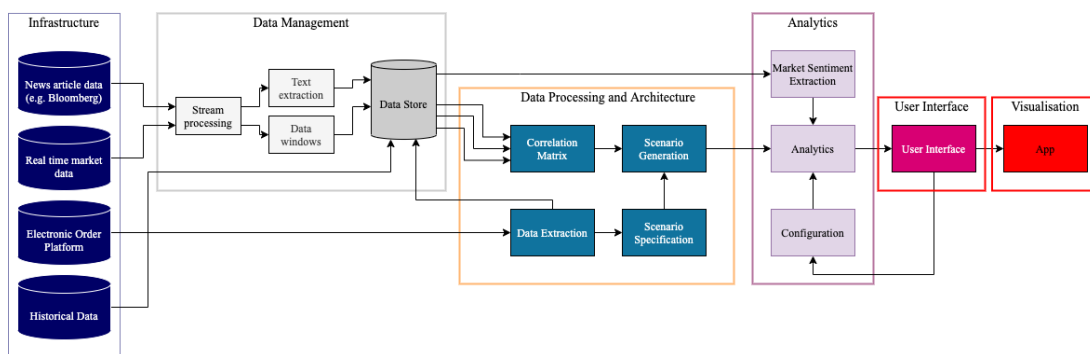 Infrastructure
News article data
(e.g. Bloomberg)
Real time market
data
Electronic Order
Platform
Historical Data
Data Management
Stream
processing
Text
extraction
Data
windows
Data Store
Data Processing and Architecture
Correlation
Matrix
Scenario
Generation
Data Extraction
Scenario
Specification
Analytics
Market Sentiment
Extraction
Analytics
Configuration
User Interface
User Interface
Visualisation
App